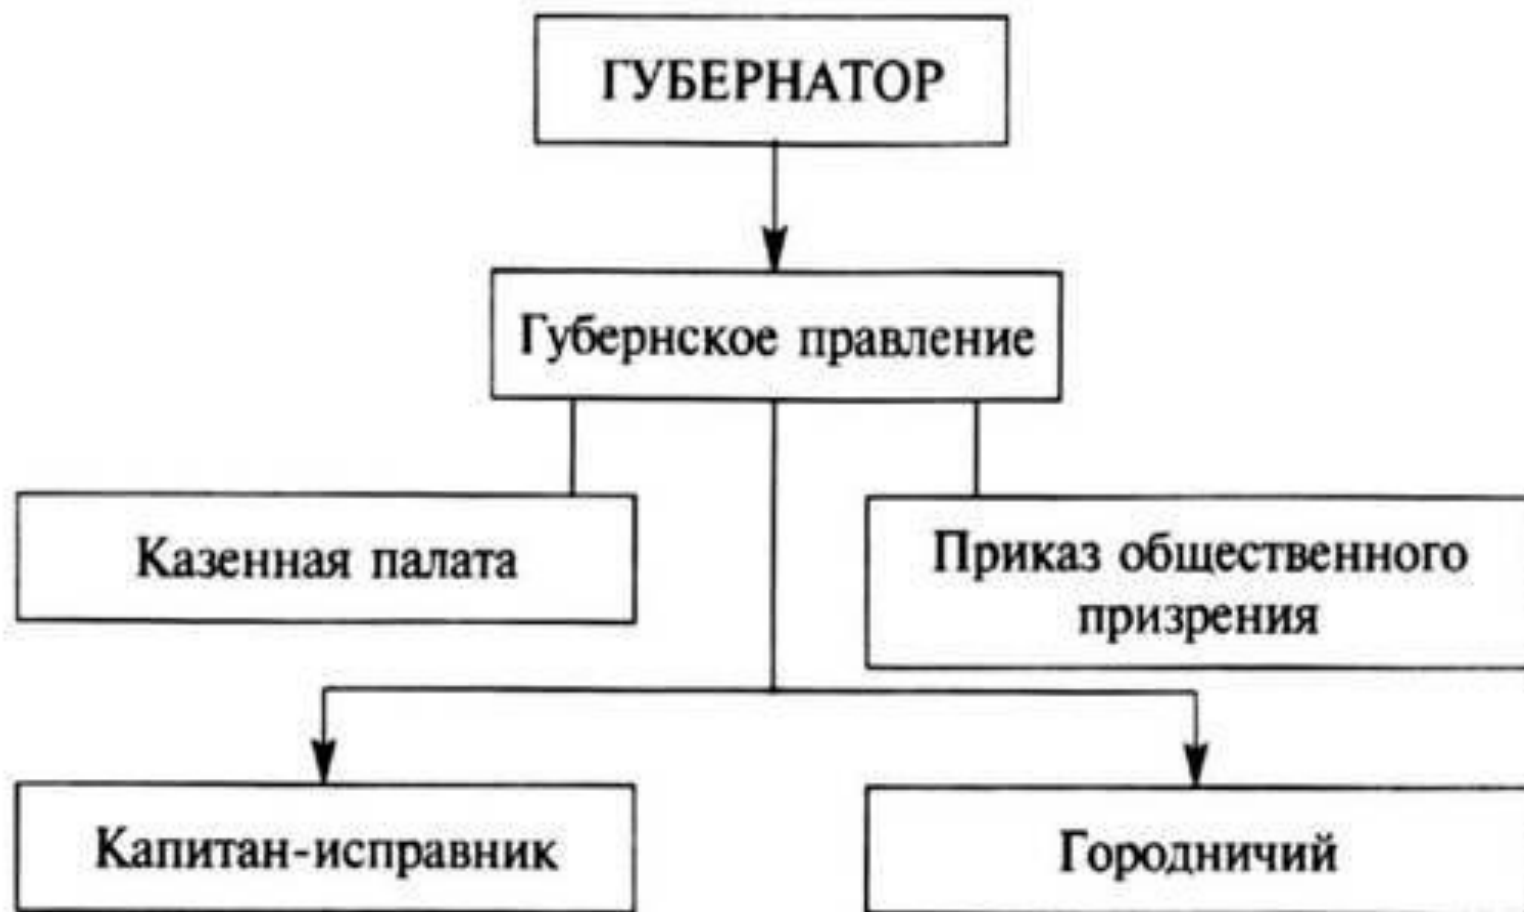 ГУБЕРНАТОР
Губернское правление
Казенная палата
Приказ общественного
призрения
Капитан-исправник
Городничий